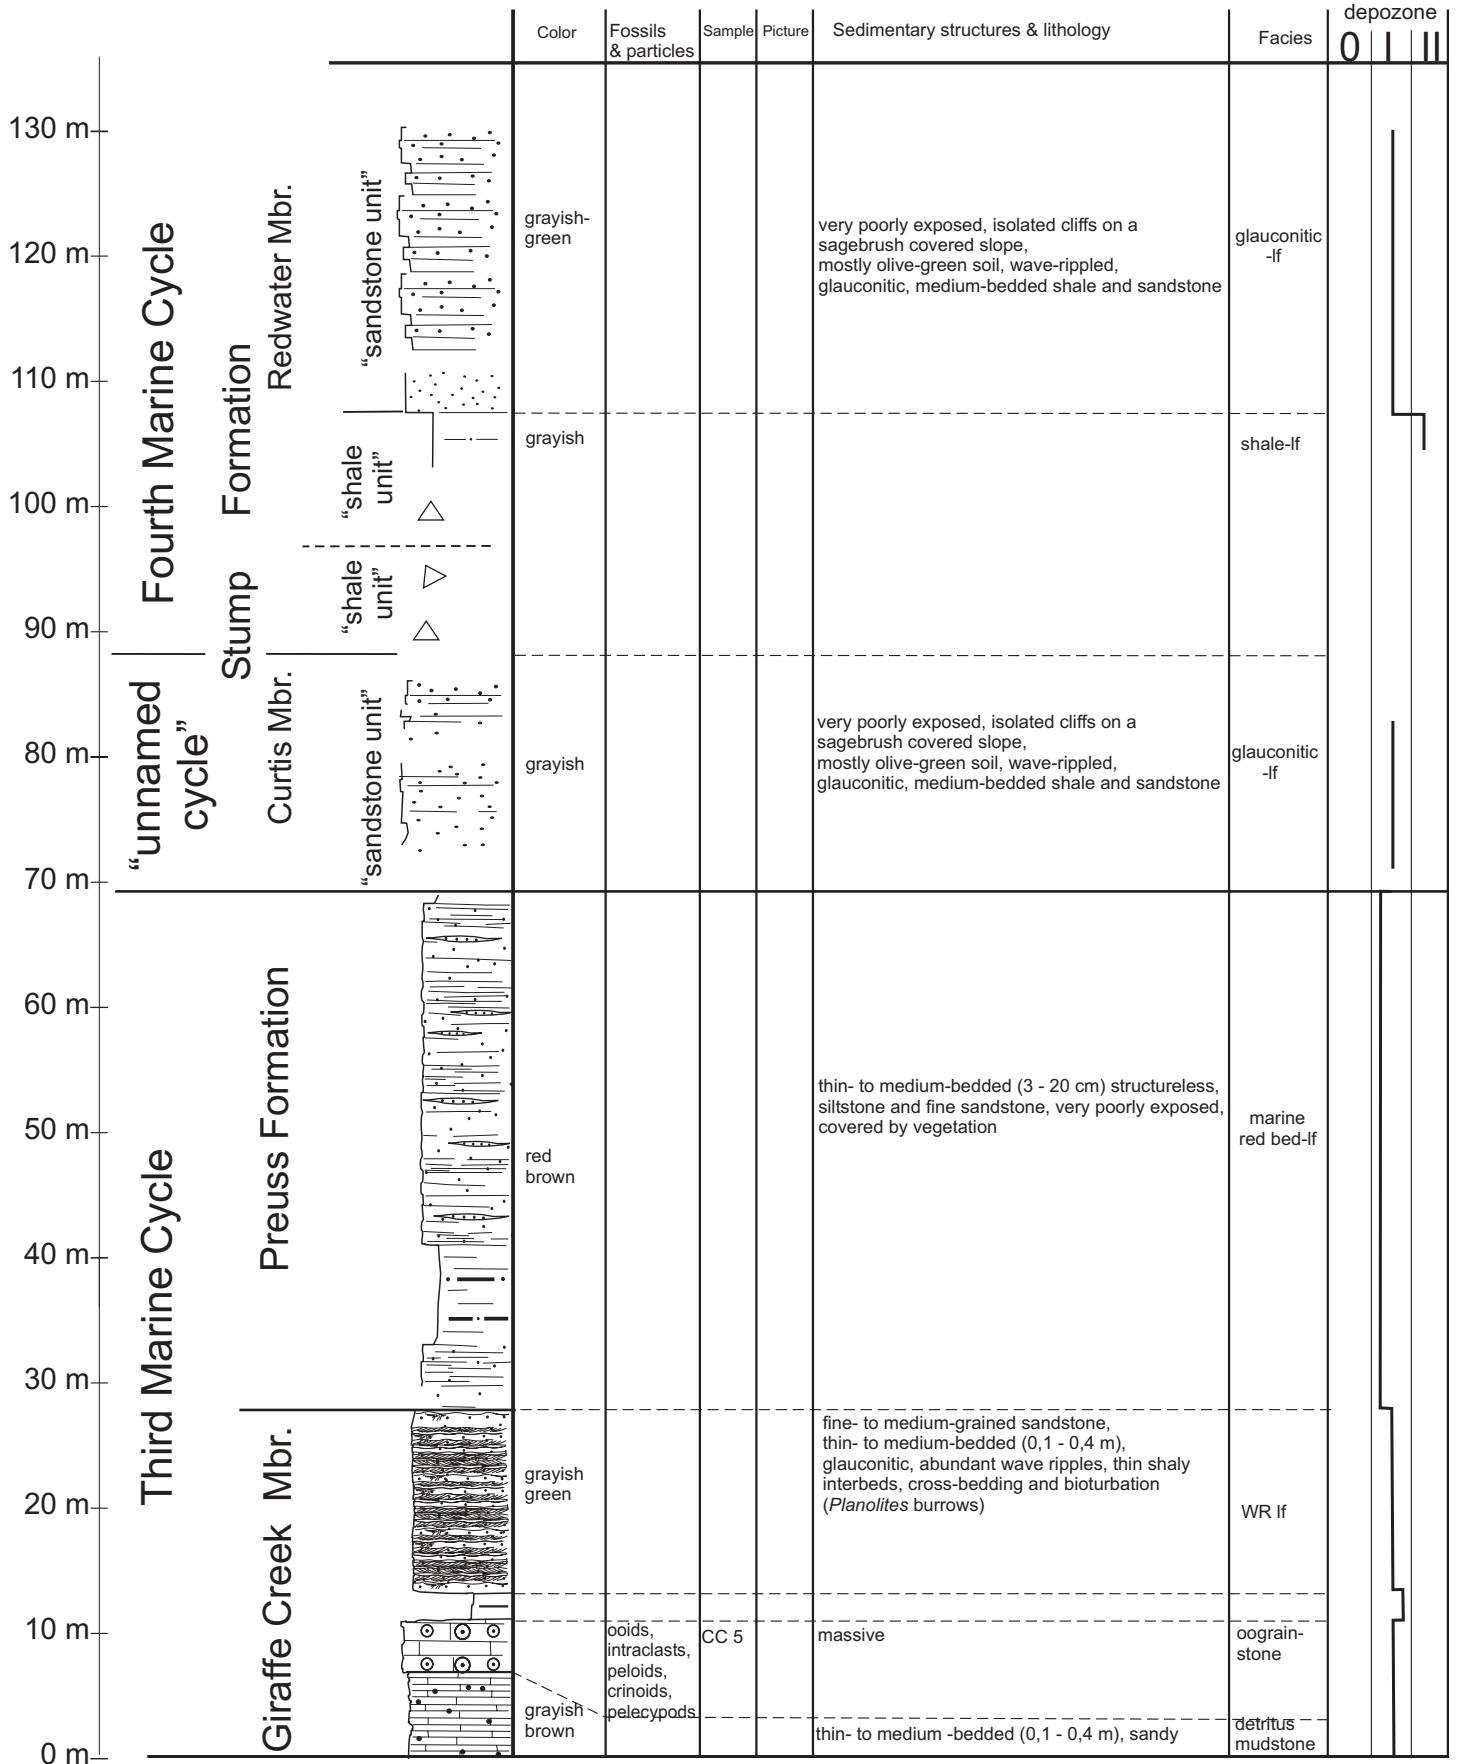 depozone
Color
Fossils
& particles
Sample
Picture
Sedimentary structures & lithology
Facies
0
I
II
130 m
120 m
110 m
100 m
90 m
80 m
70 m
60 m
50 m
40 m
30 m
20 m
10 m
0 m
Fourth Marine Cycle
“unnamed
cycle”
Third Marine Cycle
Stump Formation
Redwater Mbr.
Curtis Mbr.
Preuss Formation
Giraffe Creek Mbr.
“sandstone unit”
“shale
unit”
“shale
unit”
“sandstone unit”
grayish-
green
very poorly exposed, isolated cliffs on a
sagebrush covered slope,
mostly olive-green soil, wave-rippled,
glauconitic, medium-bedded shale and sandstone
glauconitic
-lf
grayish
shale-lf
grayish
very poorly exposed, isolated cliffs on a
sagebrush covered slope,
mostly olive-green soil, wave-rippled,
glauconitic, medium-bedded shale and sandstone
glauconitic
-lf
red
brown
thin- to medium-bedded (3 - 20 cm) structureless,
siltstone and fine sandstone, very poorly exposed,
covered by vegetation
marine
red bed-lf
grayish
green
fine- to medium-grained sandstone,
thin- to medium-bedded (0,1 - 0,4 m),
glauconitic, abundant wave ripples, thin shaly
interbeds, cross-bedding and bioturbation
(Planolites burrows)
WR lf
ooids,
intraclasts,
peloids,
crinoids,
pelecypods
CC 5
massive
oograin-
stone
grayish
brown
thin- to medium -bedded (0,1 - 0,4 m), sandy
detritus
mudstone